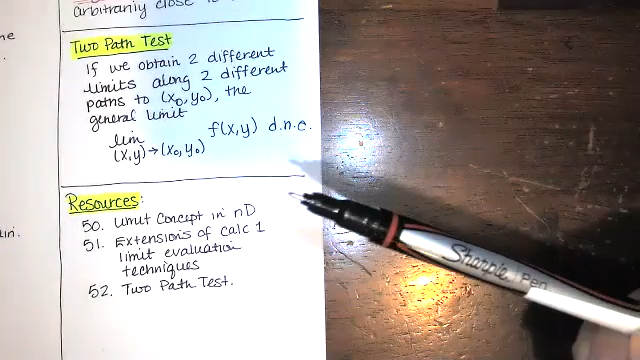 arbitrarily close
Two Path Test
If we obtain 2 different
limits along 2 different
paths to (x₀, y₀), the
general limit
lim f(x,y) d.n.e.
(x,y)→(x₀,y₀)
Resources:
50. Limit Concept in nD
51. Extensions of calc 1
limit evaluation
techniques
52. Two Path Test.
Sharpie Pen